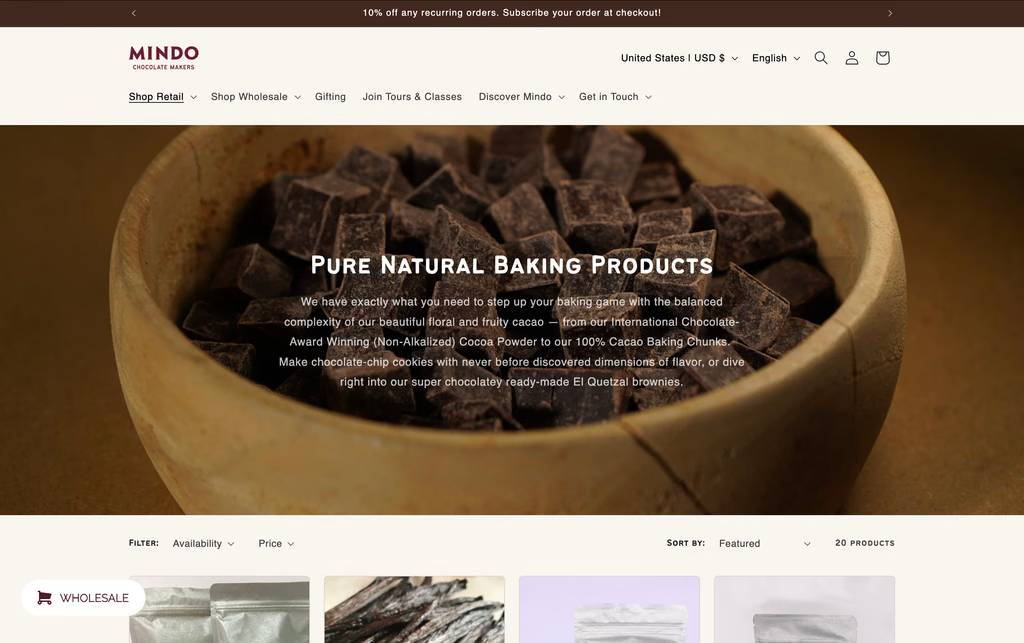 10% off any recurring orders. Subscribe your order at checkout!
MINDO
CHOCOLATE MAKERS
United States | USD $
English
Shop Retail
Shop Wholesale
Gifting
Join Tours & Classes
Discover Mindo
Get in Touch
Pure Natural Baking Products
We have exactly what you need to step up your baking game with the balanced
complexity of our beautiful floral and fruity cacao — from our International Chocolate-
Award Winning (Non-Alkalized) Cocoa Powder to our 100% Cacao Baking Chunks.
Make chocolate-chip cookies with never before discovered dimensions of flavor, or dive
right into our super chocolatey ready-made El Quetzal brownies.
Filter:
Availability
Price
Sort by:
Featured
20 products
WHOLESALE